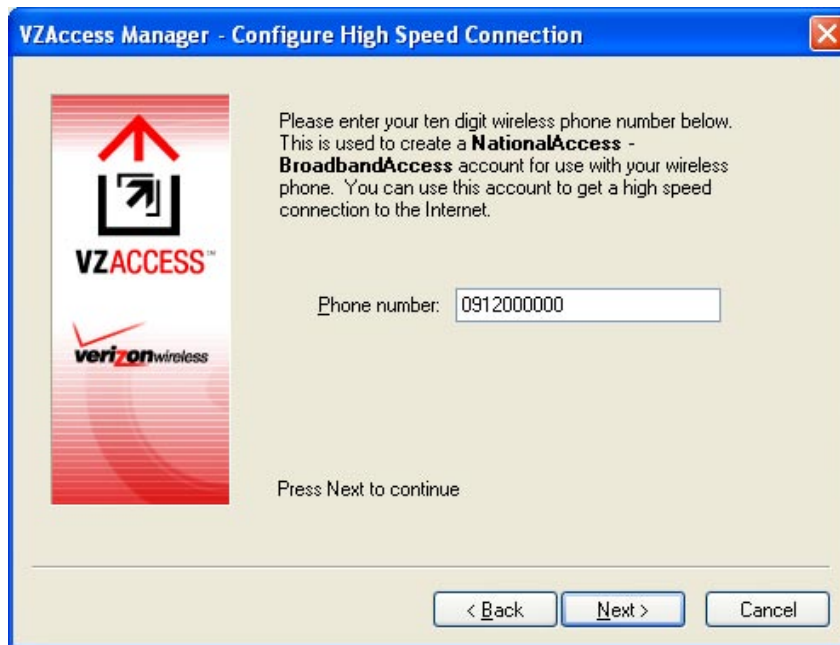 VZAccess Manager - Configure High Speed Connection
VZACCESS™
verizonwireless
Please enter your ten digit wireless phone number below.
This is used to create a NationalAccess -
BroadbandAccess account for use with your wireless
phone. You can use this account to get a high speed
connection to the Internet.
Phone number: 0912000000
Press Next to continue
< Back Next > Cancel